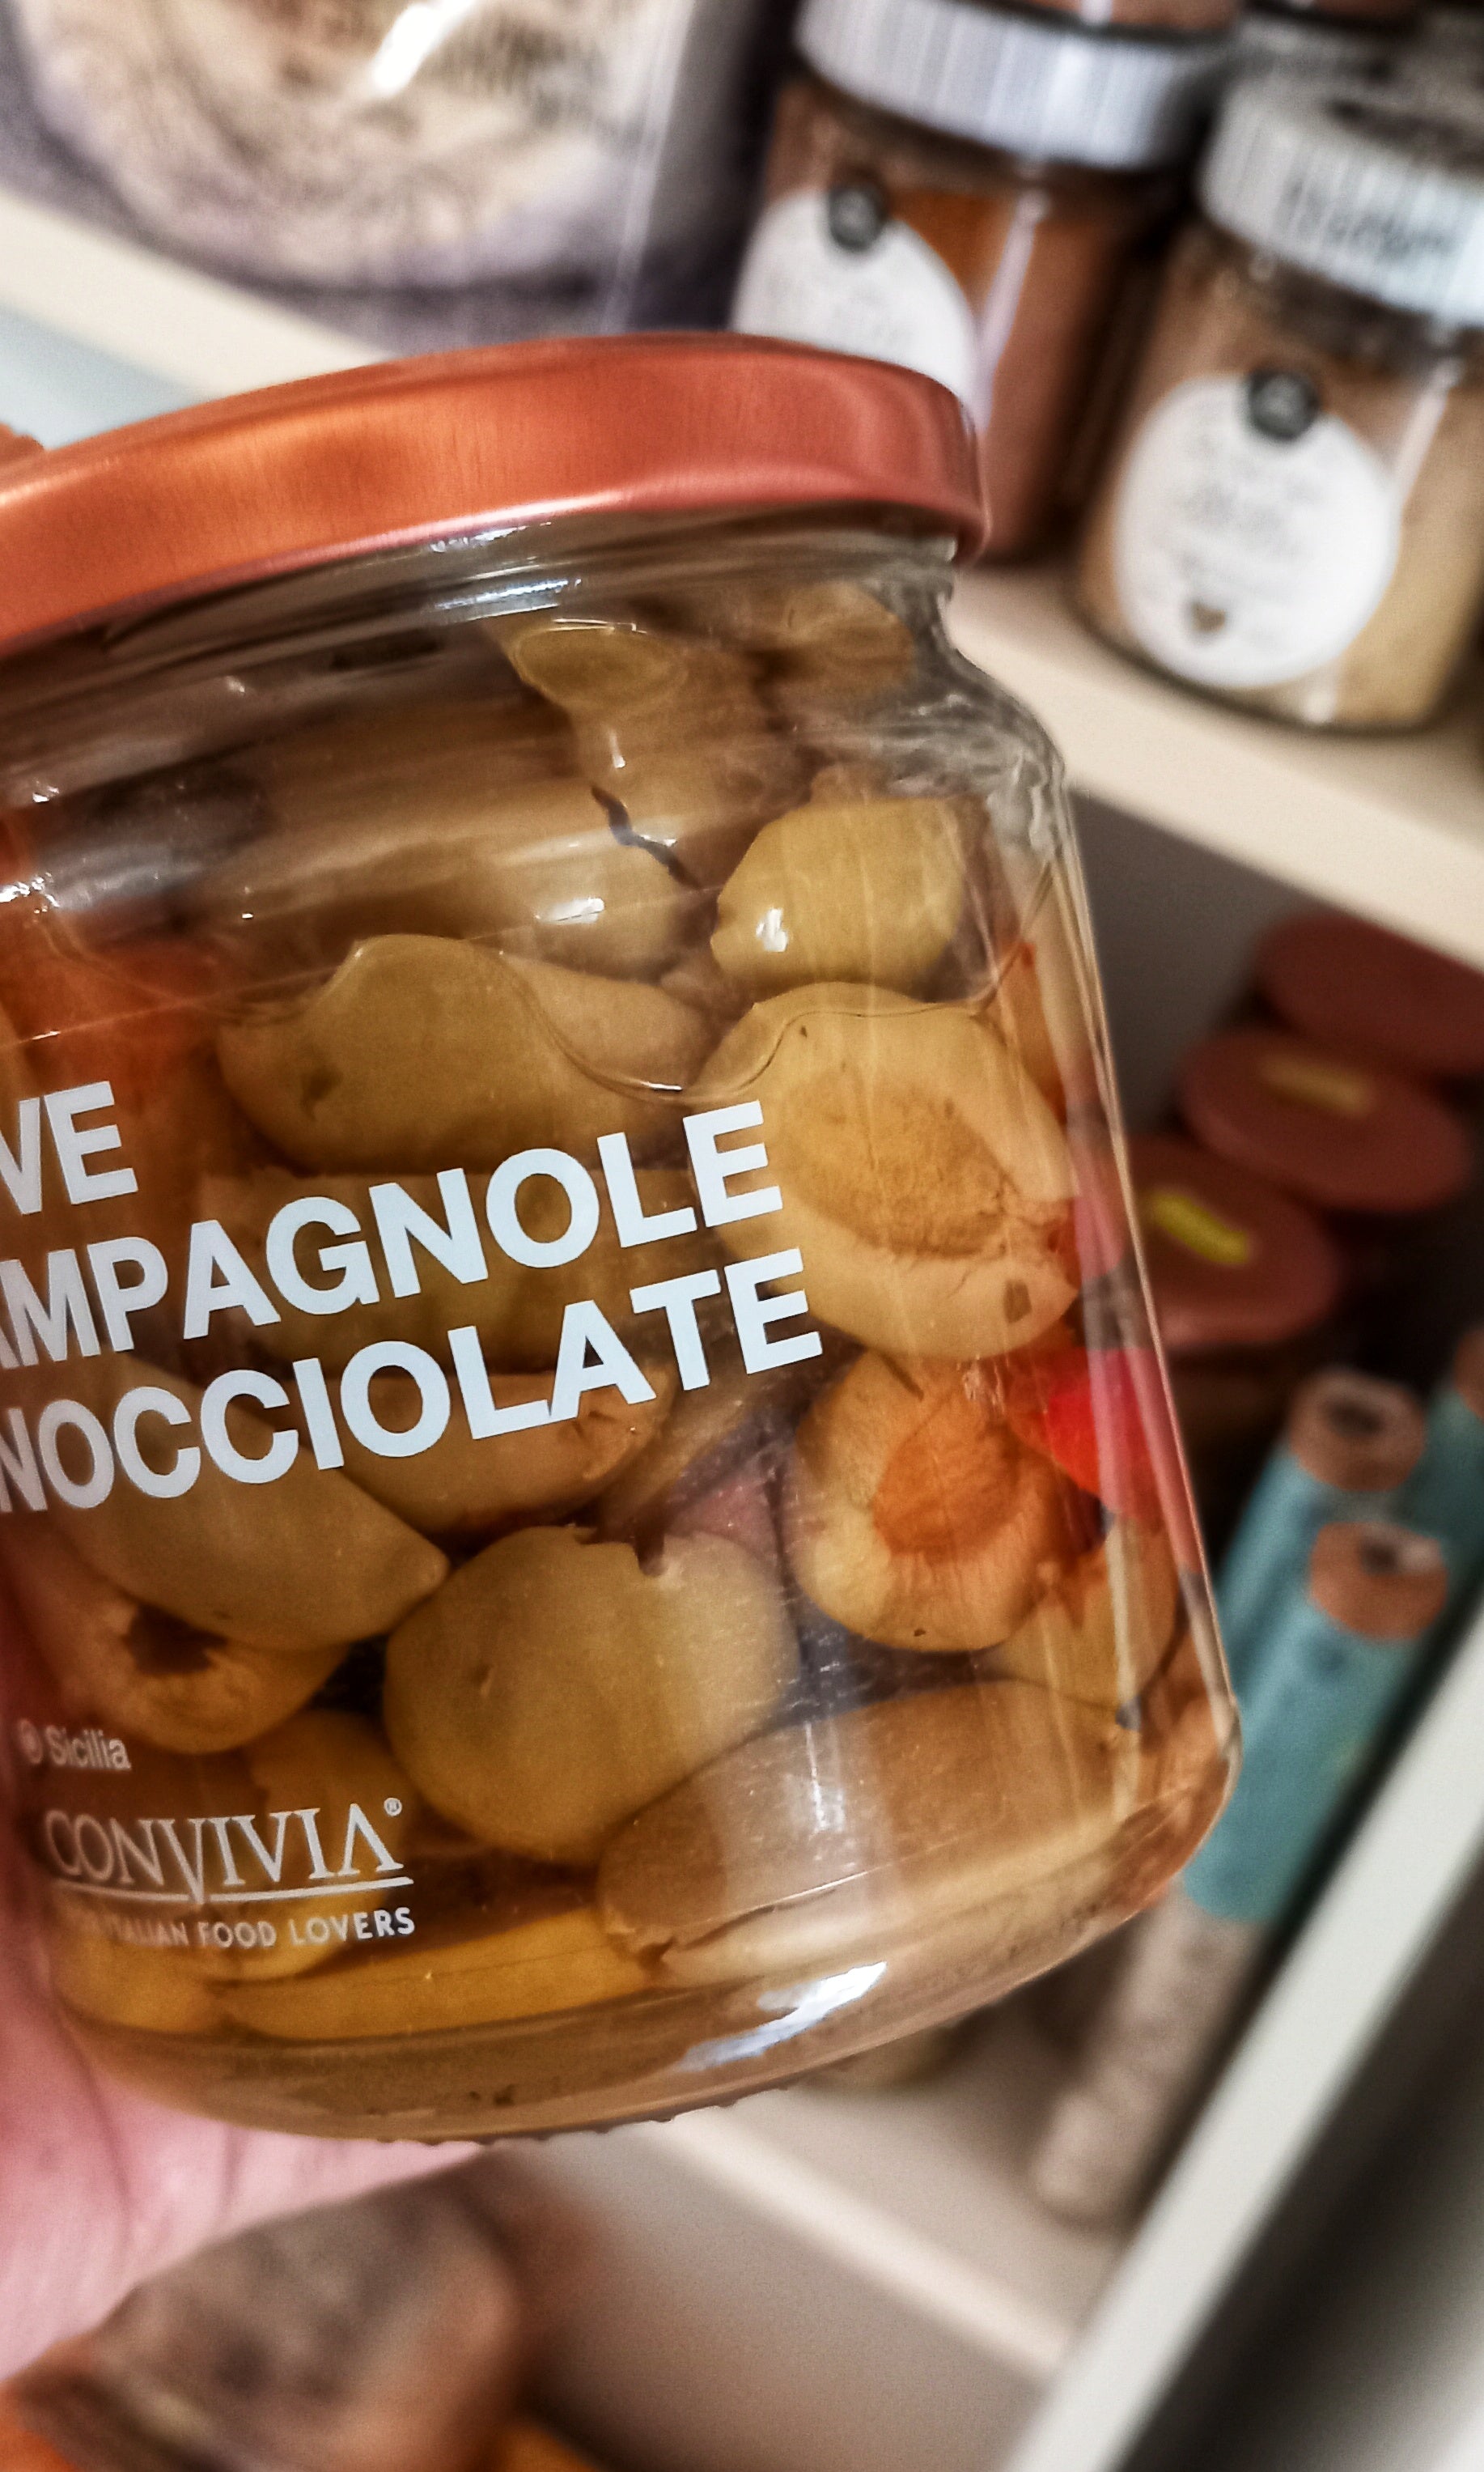 VE
AMPAGNOLE
NOCCIOLATE
Sicilia
CONVIVIA®
ITALIAN FOOD LOVERS